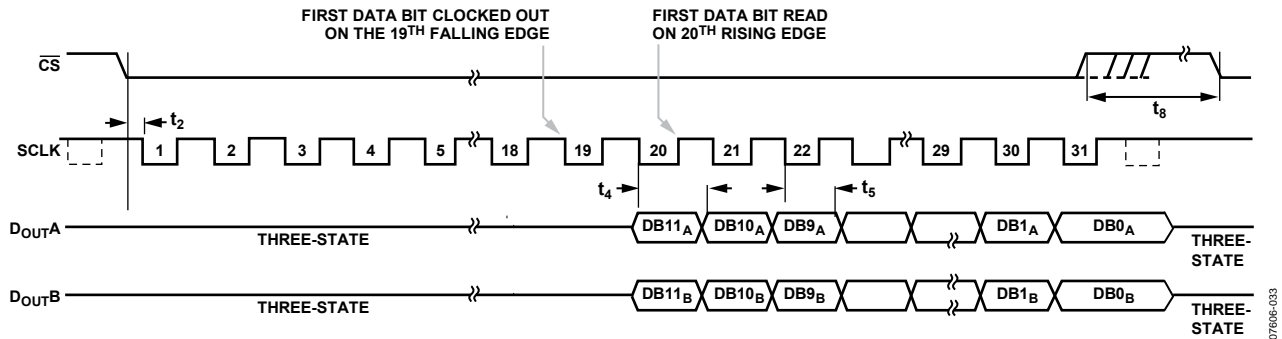 FIRST DATA BIT CLOCKED OUT
ON THE 19TH FALLING EDGE
FIRST DATA BIT READ
ON 20TH RISING EDGE
CS
t8
t2
SCLK
1 2 3 4 5 18 19 20 21 22 29 30 31
t4
t5
DOUTA
THREE-STATE
DB11A DB10A DB9A DB1A DB0A
THREE-
STATE
DOUTB
THREE-STATE
DB11B DB10B DB9B DB1B DB0B
THREE-
STATE
07606-033